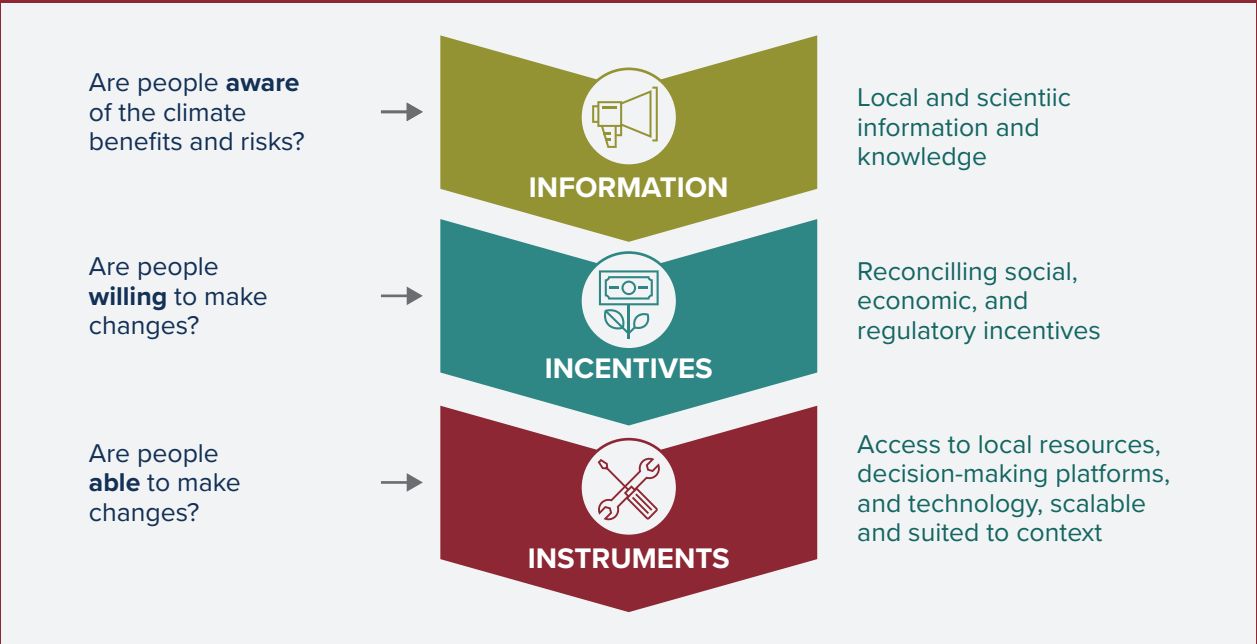 Are people aware
of the climate
benefits and risks?
INFORMATION
Local and scientiic
information and
knowledge
Are people
willing to make
changes?
INCENTIVES
Reconcilling social,
economic, and
regulatory incentives
Are people
able to make
changes?
INSTRUMENTS
Access to local resources,
decision-making platforms,
and technology, scalable
and suited to context